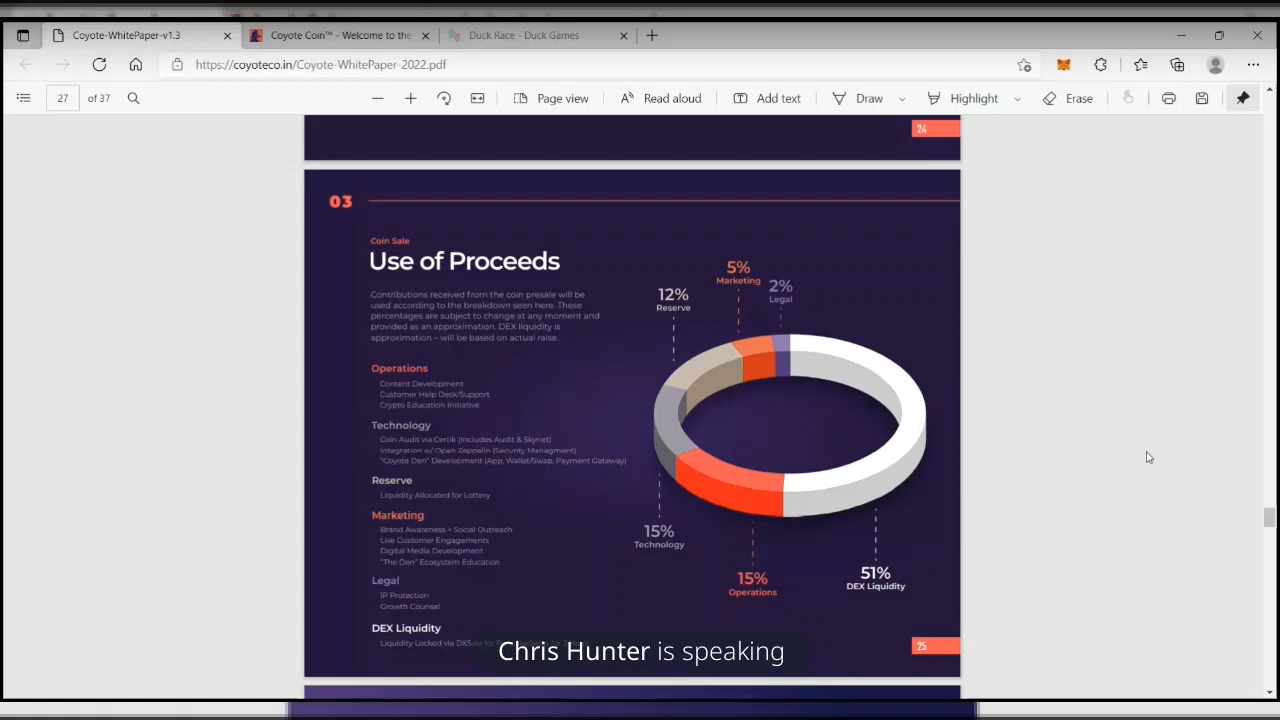 Coyote-WhitePaper-v1.3
Coyote Coin™ - Welcome to the
Duck Race - Duck Games
https://coyoteco.in/Coyote-WhitePaper-2022.pdf
27 of 37
Page view
Read aloud
Add text
Draw
Highlight
Erase
24
03
Coin Sale
Use of Proceeds
Contributions received from the coin presale will be
used according to the breakdown seen here. These
percentages are subject to change at any moment and
provided as an approximation. DEX liquidity is
approximation – will be based on actual raise.
Operations
Content Development
Customer Help Desk/Support
Crypto Education Initiative
Technology
Coin Audit via Certik (Includes Audit & Skynet)
Integration w/ Open Zeppelin (Security Managment)
"Coyote Den" Development (App, Wallet/Swap, Payment Gateway)
Reserve
Liquidity Allocated for Lottery
Marketing
Brand Awareness + Social Outreach
Live Customer Engagements
Digital Media Development
"The Den" Ecosystem Education
Legal
IP Protection
Growth Counsel
DEX Liquidity
Liquidity Locked via
5%
Marketing
2%
Legal
12%
Reserve
15%
Technology
15%
Operations
51%
DEX Liquidity
25
Chris Hunter is speaking